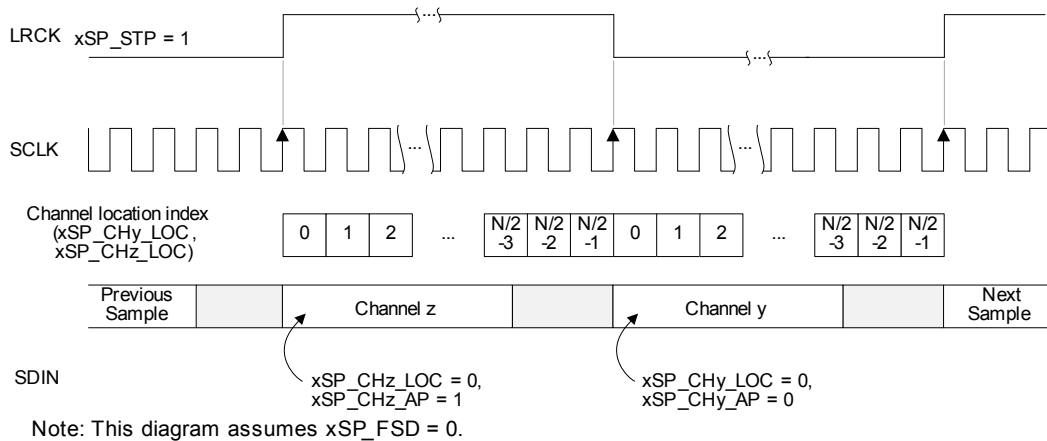 LRCK xSP_STP = 1
...
...
SCLK
... ...
Channel location index
(xSP_CHy_LOC,
xSP_CHz_LOC)
0 1 2 ... N/2-3 N/2-2 N/2-1 0 1 2 ... N/2-3 N/2-2 N/2-1
Previous Sample Channel z Channel y Next Sample
SDIN
xSP_CHz_LOC = 0,
xSP_CHz_AP = 1
xSP_CHy_LOC = 0,
xSP_CHy_AP = 0
Note: This diagram assumes xSP_FSD = 0.